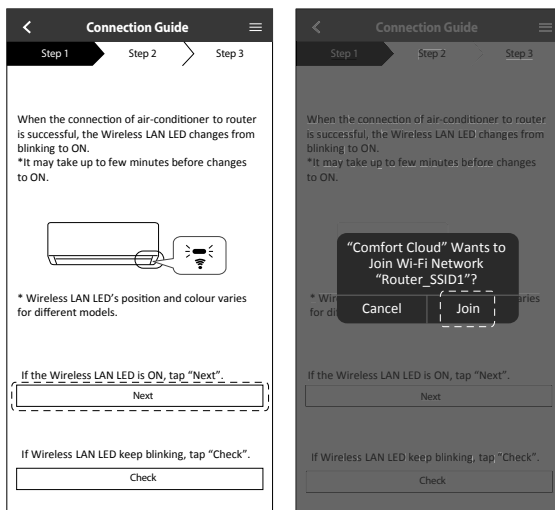 Connection Guide
Step 1 Step 2 Step 3
When the connection of air-conditioner to router
is successful, the Wireless LAN LED changes from
blinking to ON.
*It may take up to few minutes before changes
to ON.
* Wireless LAN LED's position and colour varies
for different models.
If the Wireless LAN LED is ON, tap “Next”.
Next
If Wireless LAN LED keep blinking, tap “Check”.
Check
Connection Guide
Step 1 Step 2 Step 3
When the connection of air-conditioner to router
is successful, the Wireless LAN LED changes from
blinking to ON.
*It may take up to few minutes before changes
to ON.
“Comfort Cloud” Wants to
Join Wi-Fi Network
“Router_SSID1”?
Cancel Join
If the Wireless LAN LED is ON, tap “Next”.
Next
If Wireless LAN LED keep blinking, tap “Check”.
Check